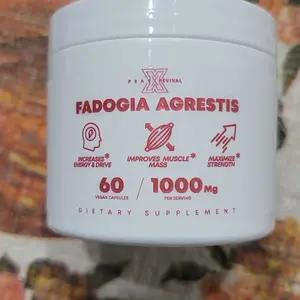 PEAK REVIVAL
X
FADOGIA AGRESTIS
INCREASES* IMPROVES MUSCLE* MAXIMIZE*
ENERGY & DRIVE MASS STRENGTH
60 / 1000Mg
VEGAN CAPSULES PER SERVING
DIETARY SUPPLEMENT